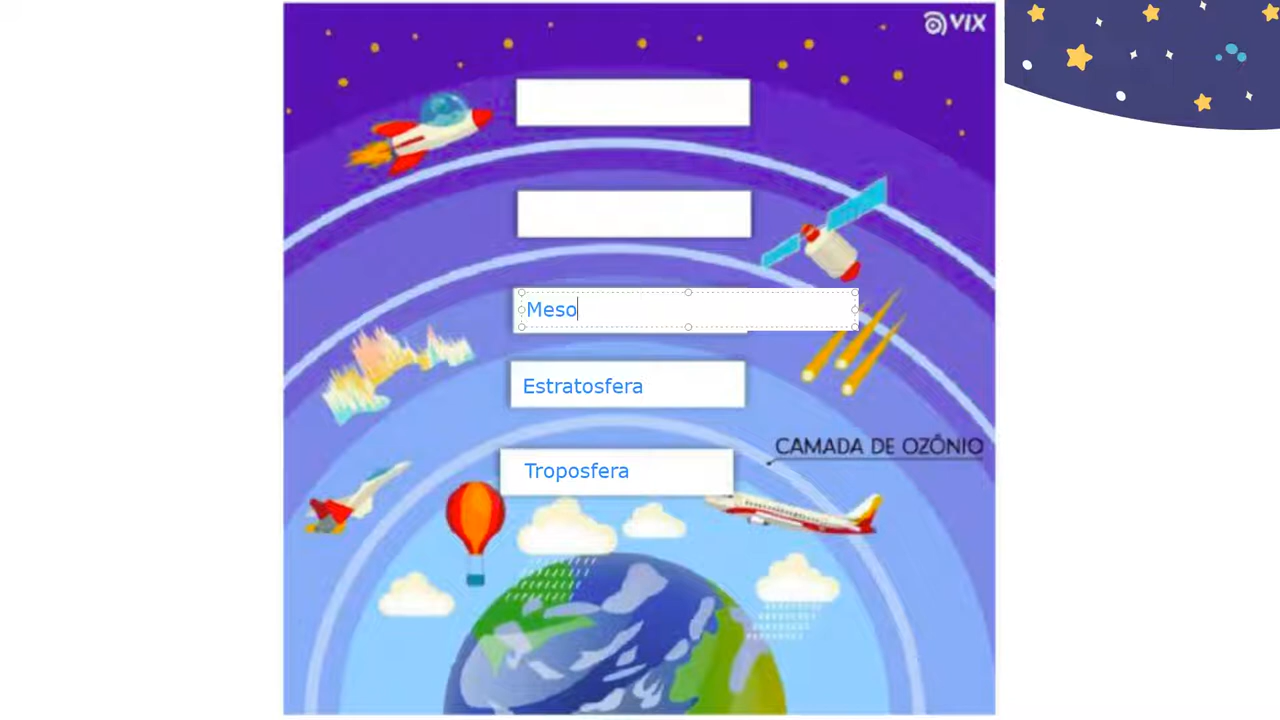 VIX
Meso
Estratosfera
CAMADA DE OZÔNIO
Troposfera